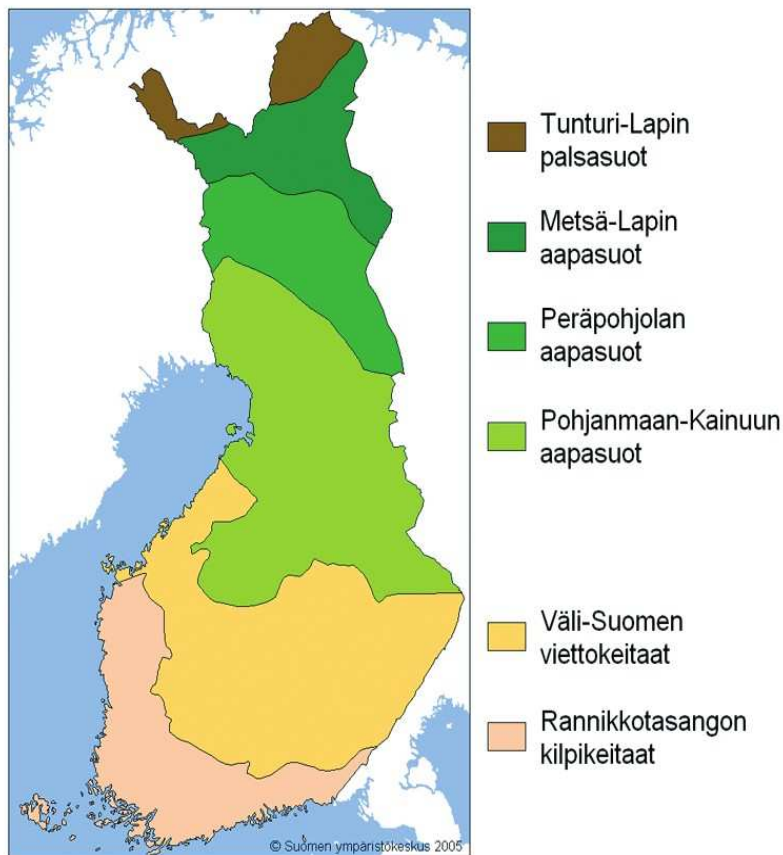 Tunturi-Lapin
palsasuot
Metsä-Lapin
aapasuot
Peräpohjolan
aapasuot
Pohjanmaan-Kainuun
aapasuot
Väli-Suomen
viettokeitaat
Rannikkotasangon
kilpikeitaat
© Suomen ympäristökeskus 2005